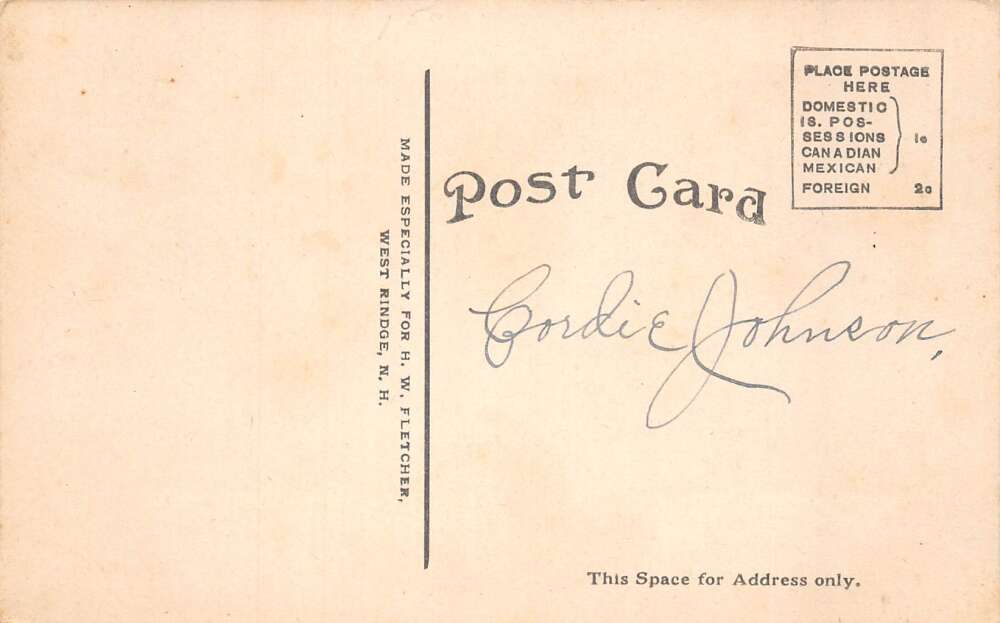 MADE ESPECIALLY FOR H. W. FLETCHER,
WEST RINDGE, N. H.
Post Card
PLACE POSTAGE
HERE
DOMESTIC
IS. POS-
SESSIONS
CANADIAN
MEXICAN
1c
FOREIGN 2c
Cordie Johnson,
This Space for Address only.